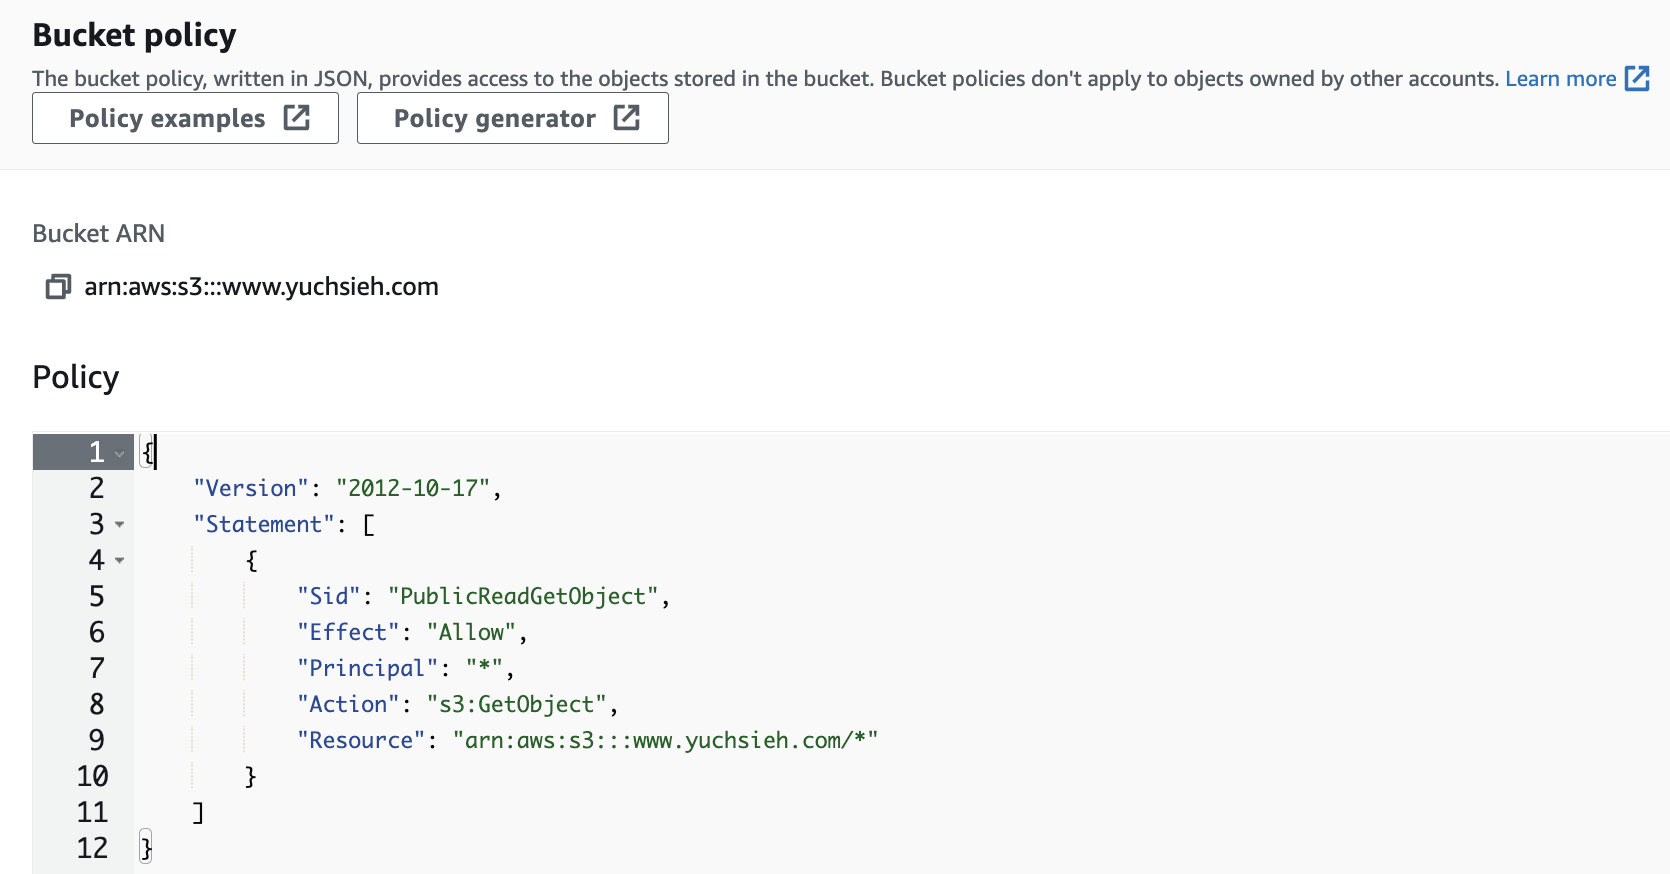 Bucket policy
The bucket policy, written in JSON, provides access to the objects stored in the bucket. Bucket policies don't apply to objects owned by other accounts. Learn more
Policy examples Policy generator
Bucket ARN
arn:aws:s3:::www.yuchsieh.com
Policy
1 {
2 "Version": "2012-10-17",
3 "Statement": [
4 {
5 "Sid": "PublicReadGetObject",
6 "Effect": "Allow",
7 "Principal": "*",
8 "Action": "s3:GetObject",
9 "Resource": "arn:aws:s3:::www.yuchsieh.com/*"
10 }
11 ]
12 }